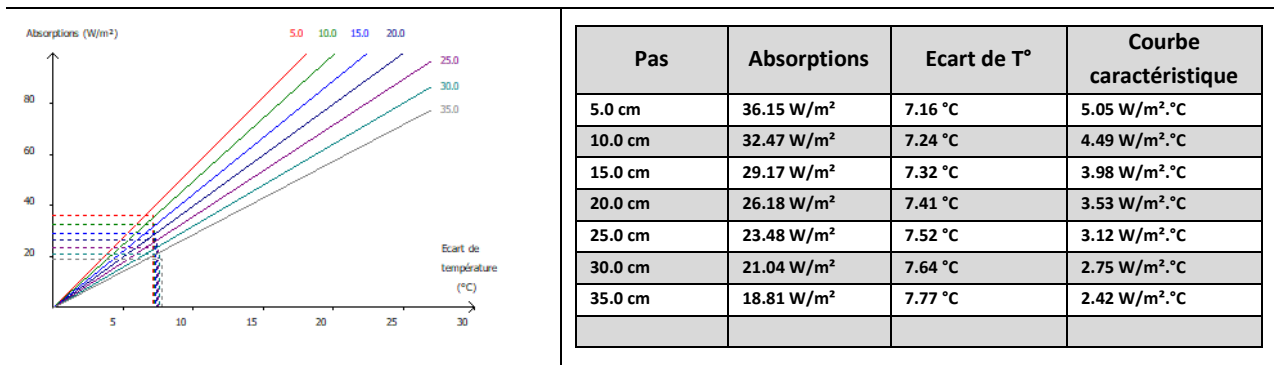 Absorptions (W/m²)
5.0 10.0 15.0 20.0
25.0
30.0
35.0
80
60
40
20
Ecart de
température
(°C)
5 10 15 20 25 30
Pas Absorptions Ecart de T° Courbe caractéristique
5.0 cm 36.15 W/m² 7.16 °C 5.05 W/m².°C
10.0 cm 32.47 W/m² 7.24 °C 4.49 W/m².°C
15.0 cm 29.17 W/m² 7.32 °C 3.98 W/m².°C
20.0 cm 26.18 W/m² 7.41 °C 3.53 W/m².°C
25.0 cm 23.48 W/m² 7.52 °C 3.12 W/m².°C
30.0 cm 21.04 W/m² 7.64 °C 2.75 W/m².°C
35.0 cm 18.81 W/m² 7.77 °C 2.42 W/m².°C